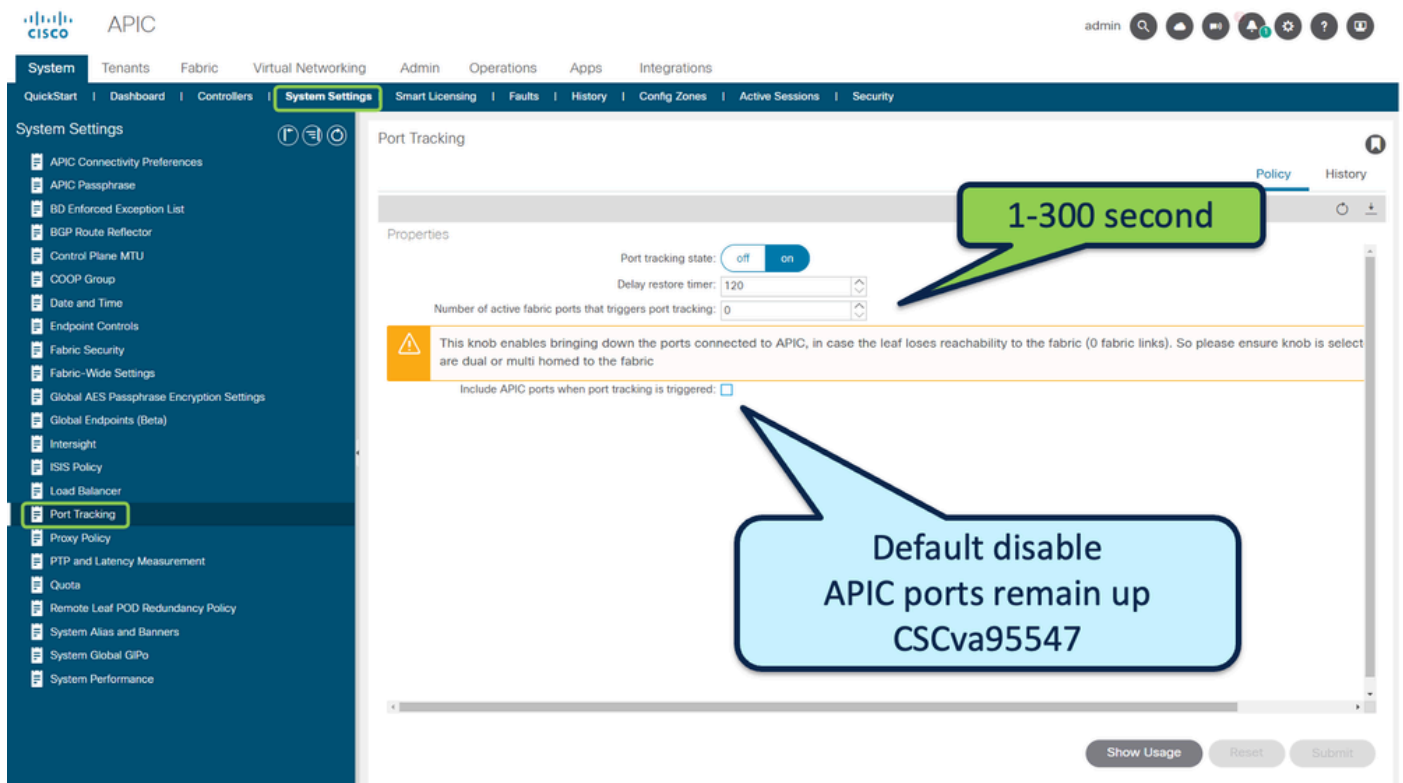 CISCO
APIC
admin
1
System Tenants Fabric Virtual Networking Admin Operations Apps Integrations
QuickStart | Dashboard | Controllers | System Settings Smart Licensing | Faults | History | Config Zones | Active Sessions | Security
System Settings
APIC Connectivity Preferences
APIC Passphrase
BD Enforced Exception List
BGP Route Reflector
Control Plane MTU
COOP Group
Date and Time
Endpoint Controls
Fabric Security
Fabric-Wide Settings
Global AES Passphrase Encryption Settings
Global Endpoints (Beta)
Intersight
ISIS Policy
Load Balancer
Port Tracking
Proxy Policy
PTP and Latency Measurement
Quota
Remote Leaf POD Redundancy Policy
System Alias and Banners
System Global GIPo
System Performance
Port Tracking
Policy History
1-300 second
Properties
Port tracking state: off on
Delay restore timer: 120
Number of active fabric ports that triggers port tracking: 0
This knob enables bringing down the ports connected to APIC, in case the leaf loses reachability to the fabric (0 fabric links). So please ensure knob is select
are dual or multi homed to the fabric
Include APIC ports when port tracking is triggered:
Default disable
APIC ports remain up
CSCva95547
Show Usage Reset Submit